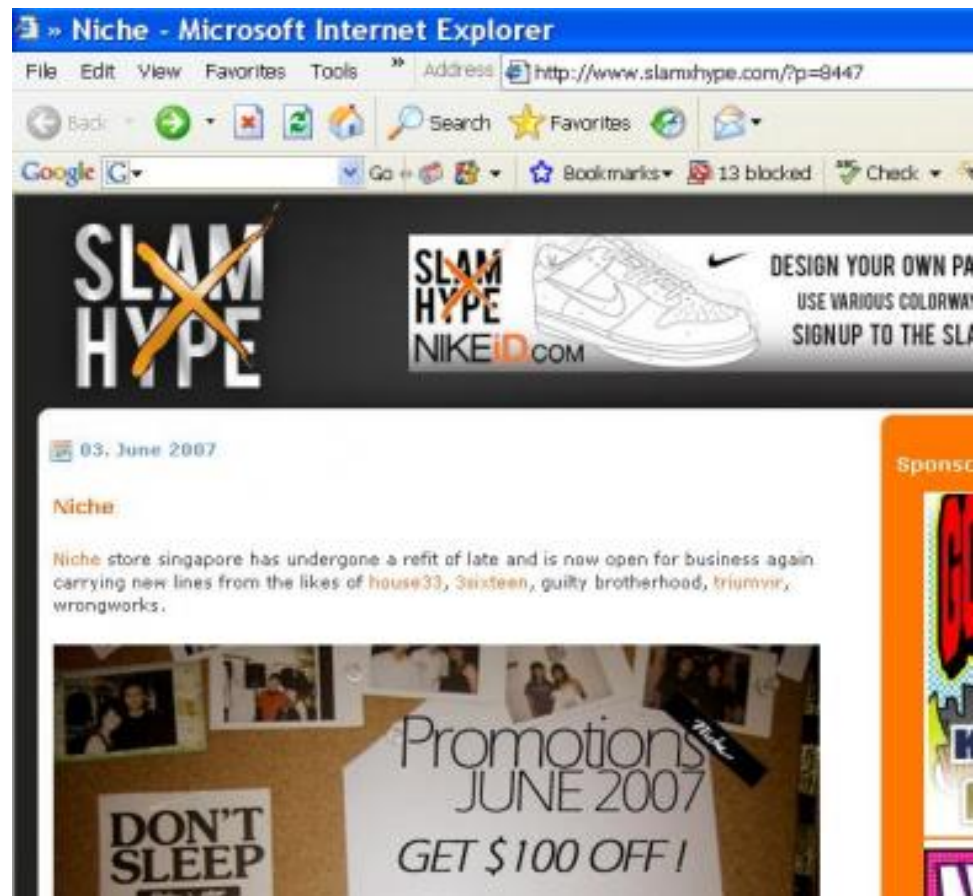 » Niche - Microsoft Internet Explorer
File Edit View Favorites Tools » Address http://www.slamxhype.com/?p=8447
Back Search Favorites
Google G Go Bookmarks 13 blocked Check
SLAM
HYPE
SLAM
HYPE
NIKEiD.COM
DESIGN YOUR OWN PA
USE VARIOUS COLORWAY
SIGNUP TO THE SLA
03. June 2007
Sponso
Niche
Niche store singapore has undergone a refit of late and is now open for business again
carrying new lines from the likes of house33, 3sixteen, guilty brotherhood, triumvir,
wrongworks.
Promotions
JUNE 2007
Niche
GET $100 OFF !
DON'T
SLEEP